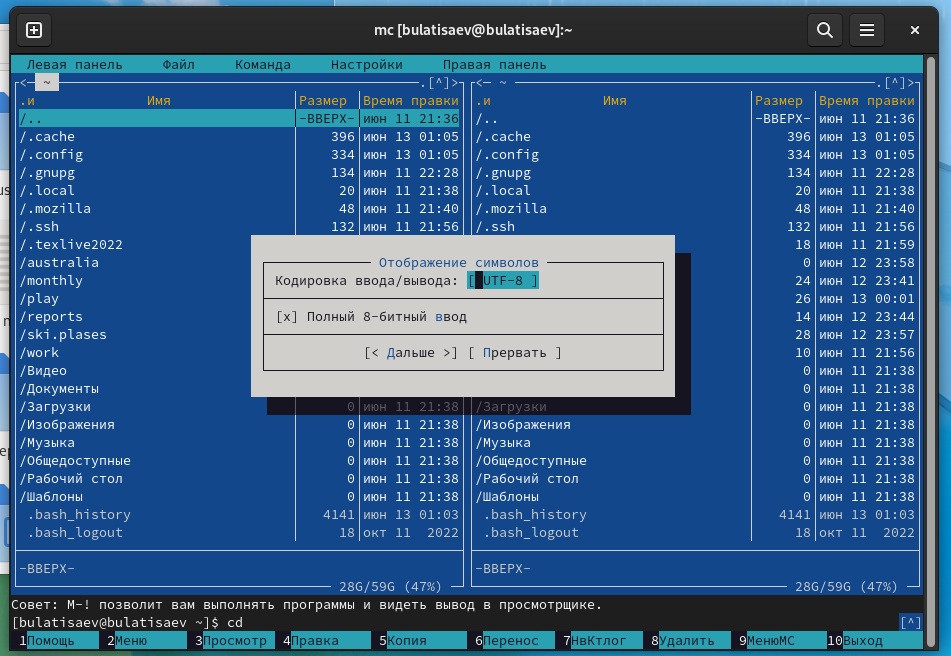 mc [bulatisaev@bulatisaev]:~
Левая панель Файл Команда Настройки Правая панель
<─ ~ .[^]> <─ ~ .[^]>
.и Имя Размер Время правки .и Имя Размер Время правки
/.. -ВВЕРХ- июн 11 21:36 /.. -ВВЕРХ- июн 11 21:36
/.cache 396 июн 13 01:05 /.cache 396 июн 13 01:05
/.config 334 июн 13 01:05 /.config 334 июн 13 01:05
/.gnupg 134 июн 11 22:28 /.gnupg 134 июн 11 22:28
/.local 20 июн 11 21:38 /.local 20 июн 11 21:38
/.mozilla 48 июн 11 21:40 /.mozilla 48 июн 11 21:40
/.ssh 132 июн 11 21:56 /.ssh 132 июн 11 21:56
/.texlive2022 18 июн 11 21:59
/australia 0 июн 12 23:58
/monthly 24 июн 12 23:41
/play 26 июн 13 00:01
/reports 14 июн 12 23:44
/ski.plases 28 июн 12 23:57
/work 10 июн 11 21:56
/Видео 0 июн 11 21:38
/Документы 0 июн 11 21:38
Отображение символов
Кодировка ввода/вывода: [ UTF-8 ]
[x] Полный 8-битный ввод
[< Дальше >] [ Прервать ]
/Загрузки 0 июн 11 21:38 /Загрузки 0 июн 11 21:38
/Изображения 0 июн 11 21:38 /Изображения 0 июн 11 21:38
/Музыка 0 июн 11 21:38 /Музыка 0 июн 11 21:38
/Общедоступные 0 июн 11 21:38 /Общедоступные 0 июн 11 21:38
/Рабочий стол 0 июн 11 21:38 /Рабочий стол 0 июн 11 21:38
/Шаблоны 0 июн 11 21:38 /Шаблоны 0 июн 11 21:38
.bash_history 4141 июн 13 01:03 .bash_history 4141 июн 13 01:03
.bash_logout 18 окт 11 2022 .bash_logout 18 окт 11 2022
-ВВЕРХ- -ВВЕРХ-
28G/59G (47%) 28G/59G (47%)
Совет: M-! позволит вам выполнять программы и видеть вывод в просмотрщике.
[bulatisaev@bulatisaev ~]$ cd [^]
1Помощь 2Меню 3Просмотр 4Правка 5Копия 6Перенос 7НвКтлог 8Удалить 9МенюMC 10Выход